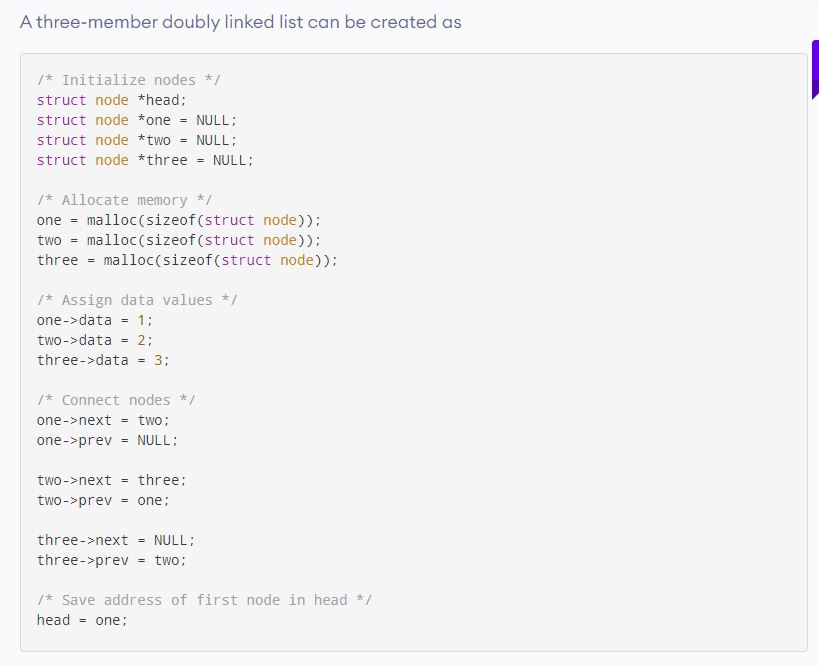 A three-member doubly linked list can be created as
/* Initialize nodes */
struct node *head;
struct node *one = NULL;
struct node *two = NULL;
struct node *three = NULL;
/* Allocate memory */
one = malloc(sizeof(struct node));
two = malloc(sizeof(struct node));
three = malloc(sizeof(struct node));
/* Assign data values */
one->data = 1;
two->data = 2;
three->data = 3;
/* Connect nodes */
one->next = two;
one->prev = NULL;
two->next = three;
two->prev = one;
three->next = NULL;
three->prev = two;
/* Save address of first node in head */
head = one;